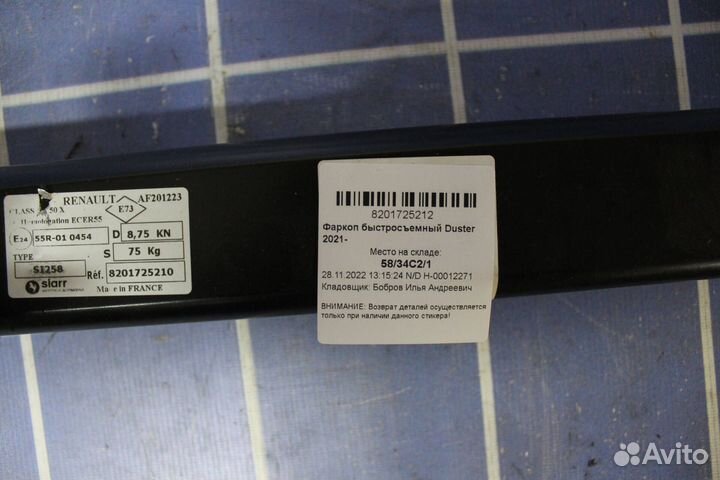 RENAULT AF201223
CLASS 50 X E73
Homologation ECER55
E24 55R-01 0454 D 8,75 KN
TYPE S 75 Kg
S1258
siarr Réf. 8201725210
Made in FRANCE
8201725212
Фаркоп быстросъемный Duster
2021-
Место на складе:
58/34C2/1
28.11.2022 13:15:24 N/D H-00012271
Кладовщик: Бобров Илья Андреевич
ВНИМАНИЕ: Возврат деталей осуществляется
только при наличии данного стикера!
Avito